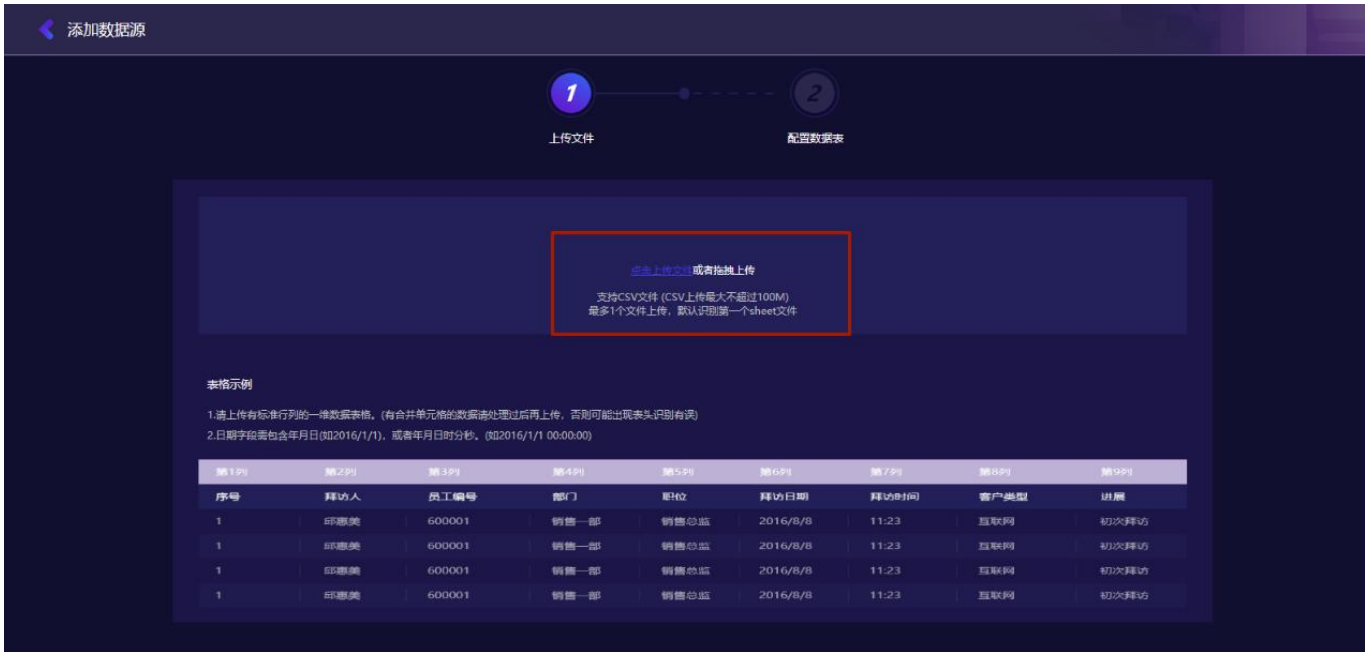 添加数据源
1
2
上传文件
配置数据表
点击上传文件或者拖拽上传
支持CSV文件 (CSV上传最大不超过100M)
最多1个文件上传，默认识别第一个sheet文件
表格示例
1.请上传有标准行列的一维数据表格。(有合并单元格的数据请处理过后再上传，否则可能出现表头识别有误)
2.日期字段需包含年月日(如2016/1/1)，或者年月日时分秒。(如2016/1/1 00:00:00)
第1列 第2列 第3列 第4列 第5列 第6列 第7列 第8列 第9列
序号 拜访人 员工编号 部门 职位 拜访日期 拜访时间 客户类型 进展
1 邱惠美 600001 销售一部 销售总监 2016/8/8 11:23 互联网 初次拜访
1 邱惠美 600001 销售一部 销售总监 2016/8/8 11:23 互联网 初次拜访
1 邱惠美 600001 销售一部 销售总监 2016/8/8 11:23 互联网 初次拜访
1 邱惠美 600001 销售一部 销售总监 2016/8/8 11:23 互联网 初次拜访